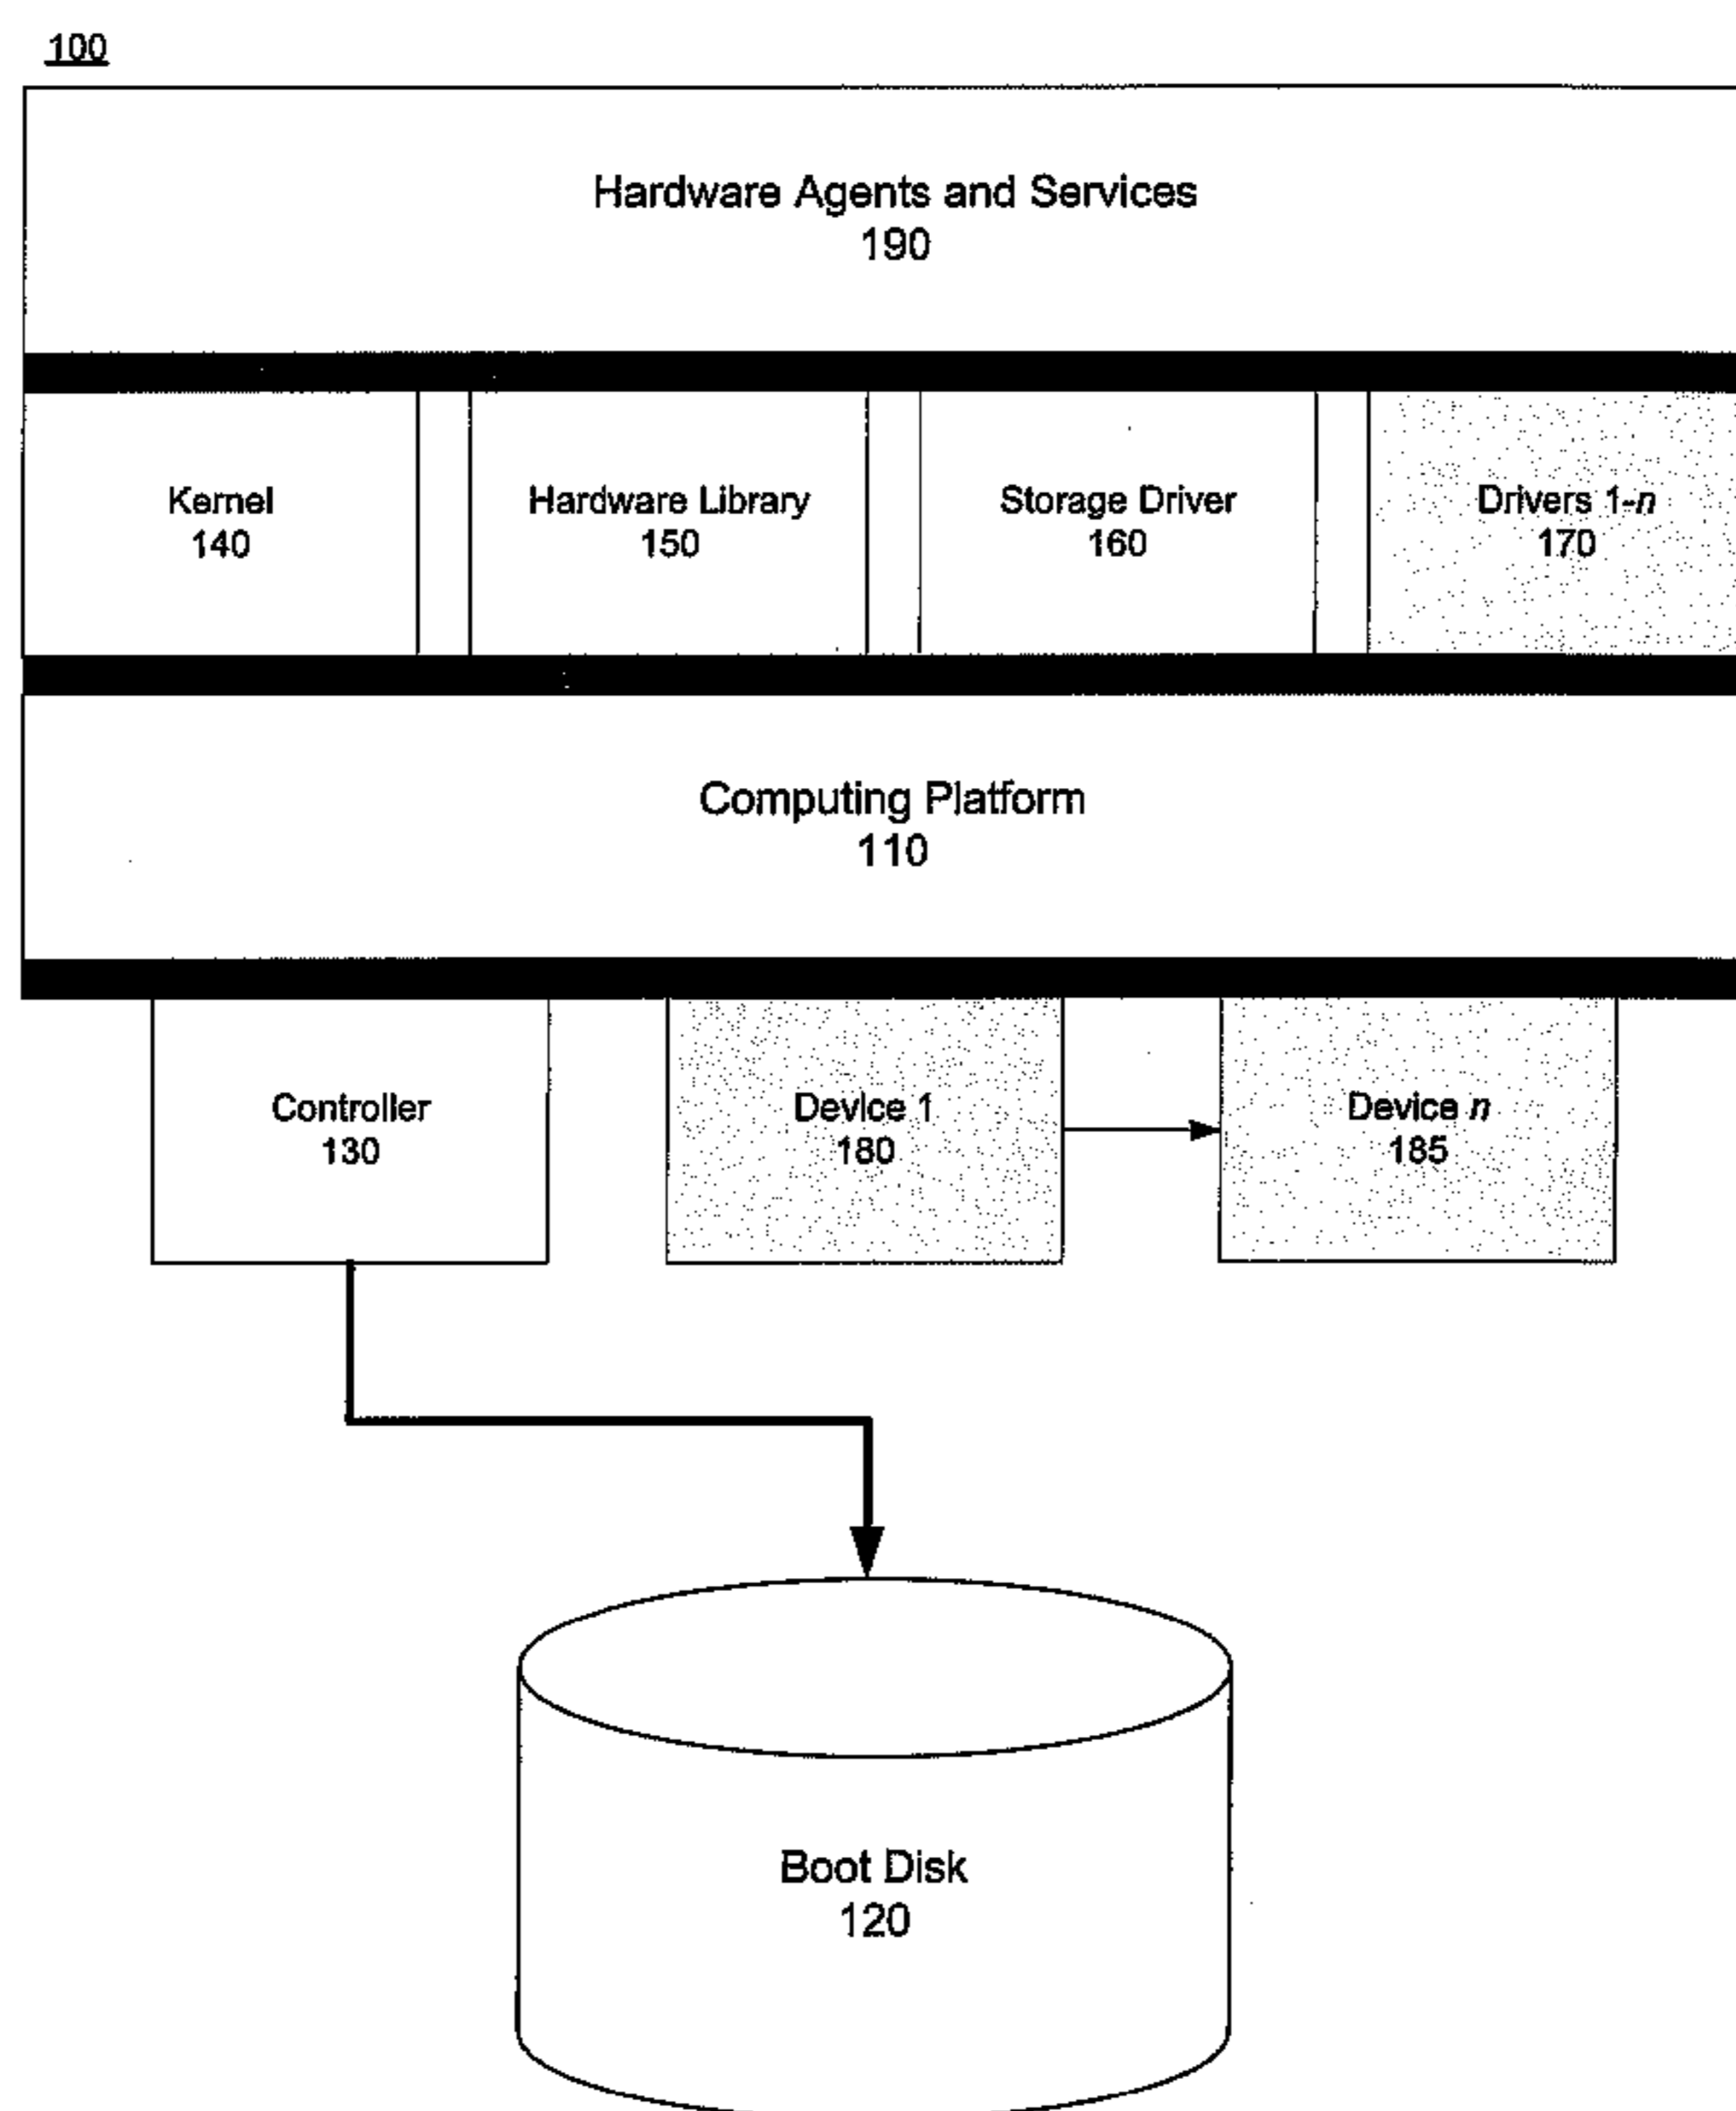 100
Hardware Agents and Services
190
Kernel
140
Hardware Library
150
Storage Driver
160
Drivers 1-n
170
Computing Platform
110
Controller
130
Device 1
180
Device n
185
Boot Disk
120